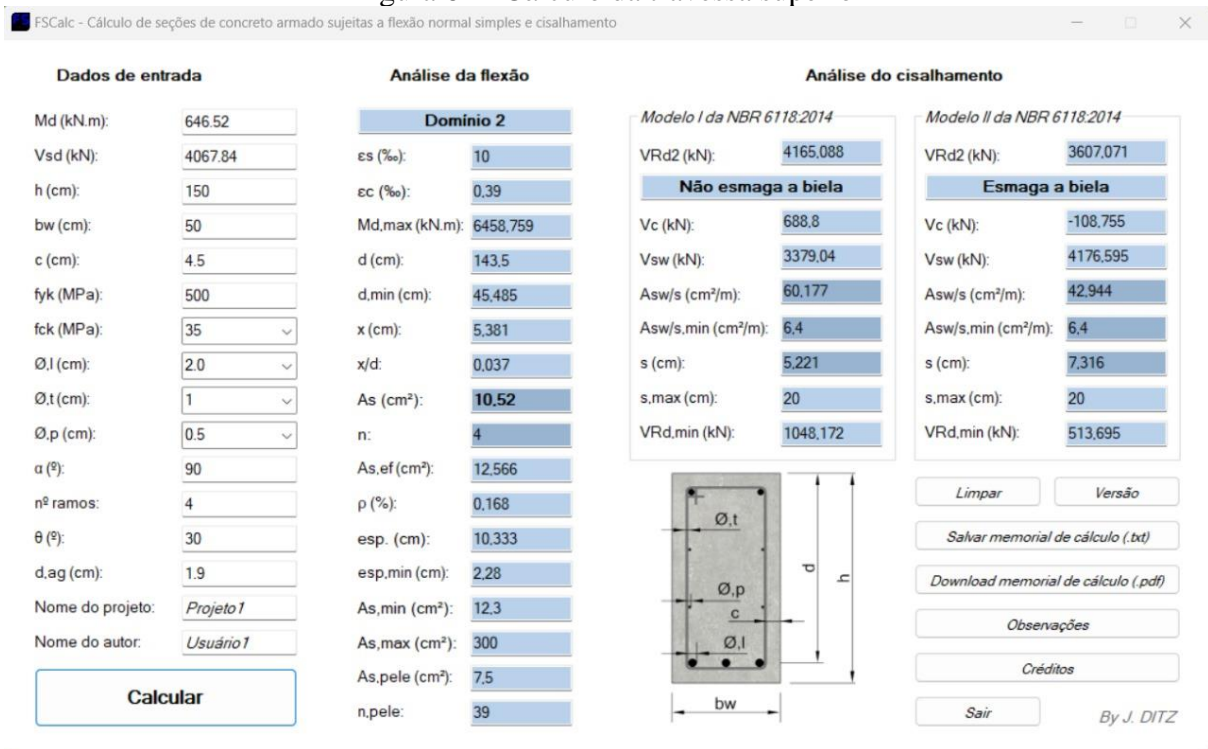 FSCalc - Cálculo de seções de concreto armado sujeitas a flexão normal simples e cisalhamento
Dados de entrada
Md (kN.m): 646.52
Vsd (kN): 4067.84
h (cm): 150
bw (cm): 50
c (cm): 4.5
fyk (MPa): 500
fck (MPa): 35
Ø,l (cm): 2.0
Ø,t (cm): 1
Ø,p (cm): 0.5
α (º): 90
nº ramos: 4
θ (º): 30
d,ag (cm): 1.9
Nome do projeto: Projeto1
Nome do autor: Usuário1
Calcular
Análise da flexão
Domínio 2
εs (‰): 10
εc (‰): 0,39
Md,max (kN.m): 6458,759
d (cm): 143,5
d,min (cm): 45,485
x (cm): 5,381
x/d: 0,037
As (cm²): 10,52
n: 4
As,ef (cm²): 12,566
ρ (%): 0,168
esp. (cm): 10,333
esp,min (cm): 2,28
As,min (cm²): 12,3
As,max (cm²): 300
As,pele (cm²): 7,5
n,pele: 39
Análise do cisalhamento
Modelo I da NBR 6118:2014
VRd2 (kN): 4165,088
Não esmaga a biela
Vc (kN): 688,8
Vsw (kN): 3379,04
Asw/s (cm²/m): 60,177
Asw/s,min (cm²/m): 6,4
s (cm): 5,221
s,max (cm): 20
VRd,min (kN): 1048,172
Modelo II da NBR 6118:2014
VRd2 (kN): 3607,071
Esmaga a biela
Vc (kN): -108,755
Vsw (kN): 4176,595
Asw/s (cm²/m): 42,944
Asw/s,min (cm²/m): 6,4
s (cm): 7,316
s,max (cm): 20
VRd,min (kN): 513,695
Ø,t
d
h
Ø,p
c
Ø,l
bw
Limpar
Versão
Salvar memorial de cálculo (.txt)
Download memorial de cálculo (.pdf)
Observações
Créditos
Sair
By J. DITZ